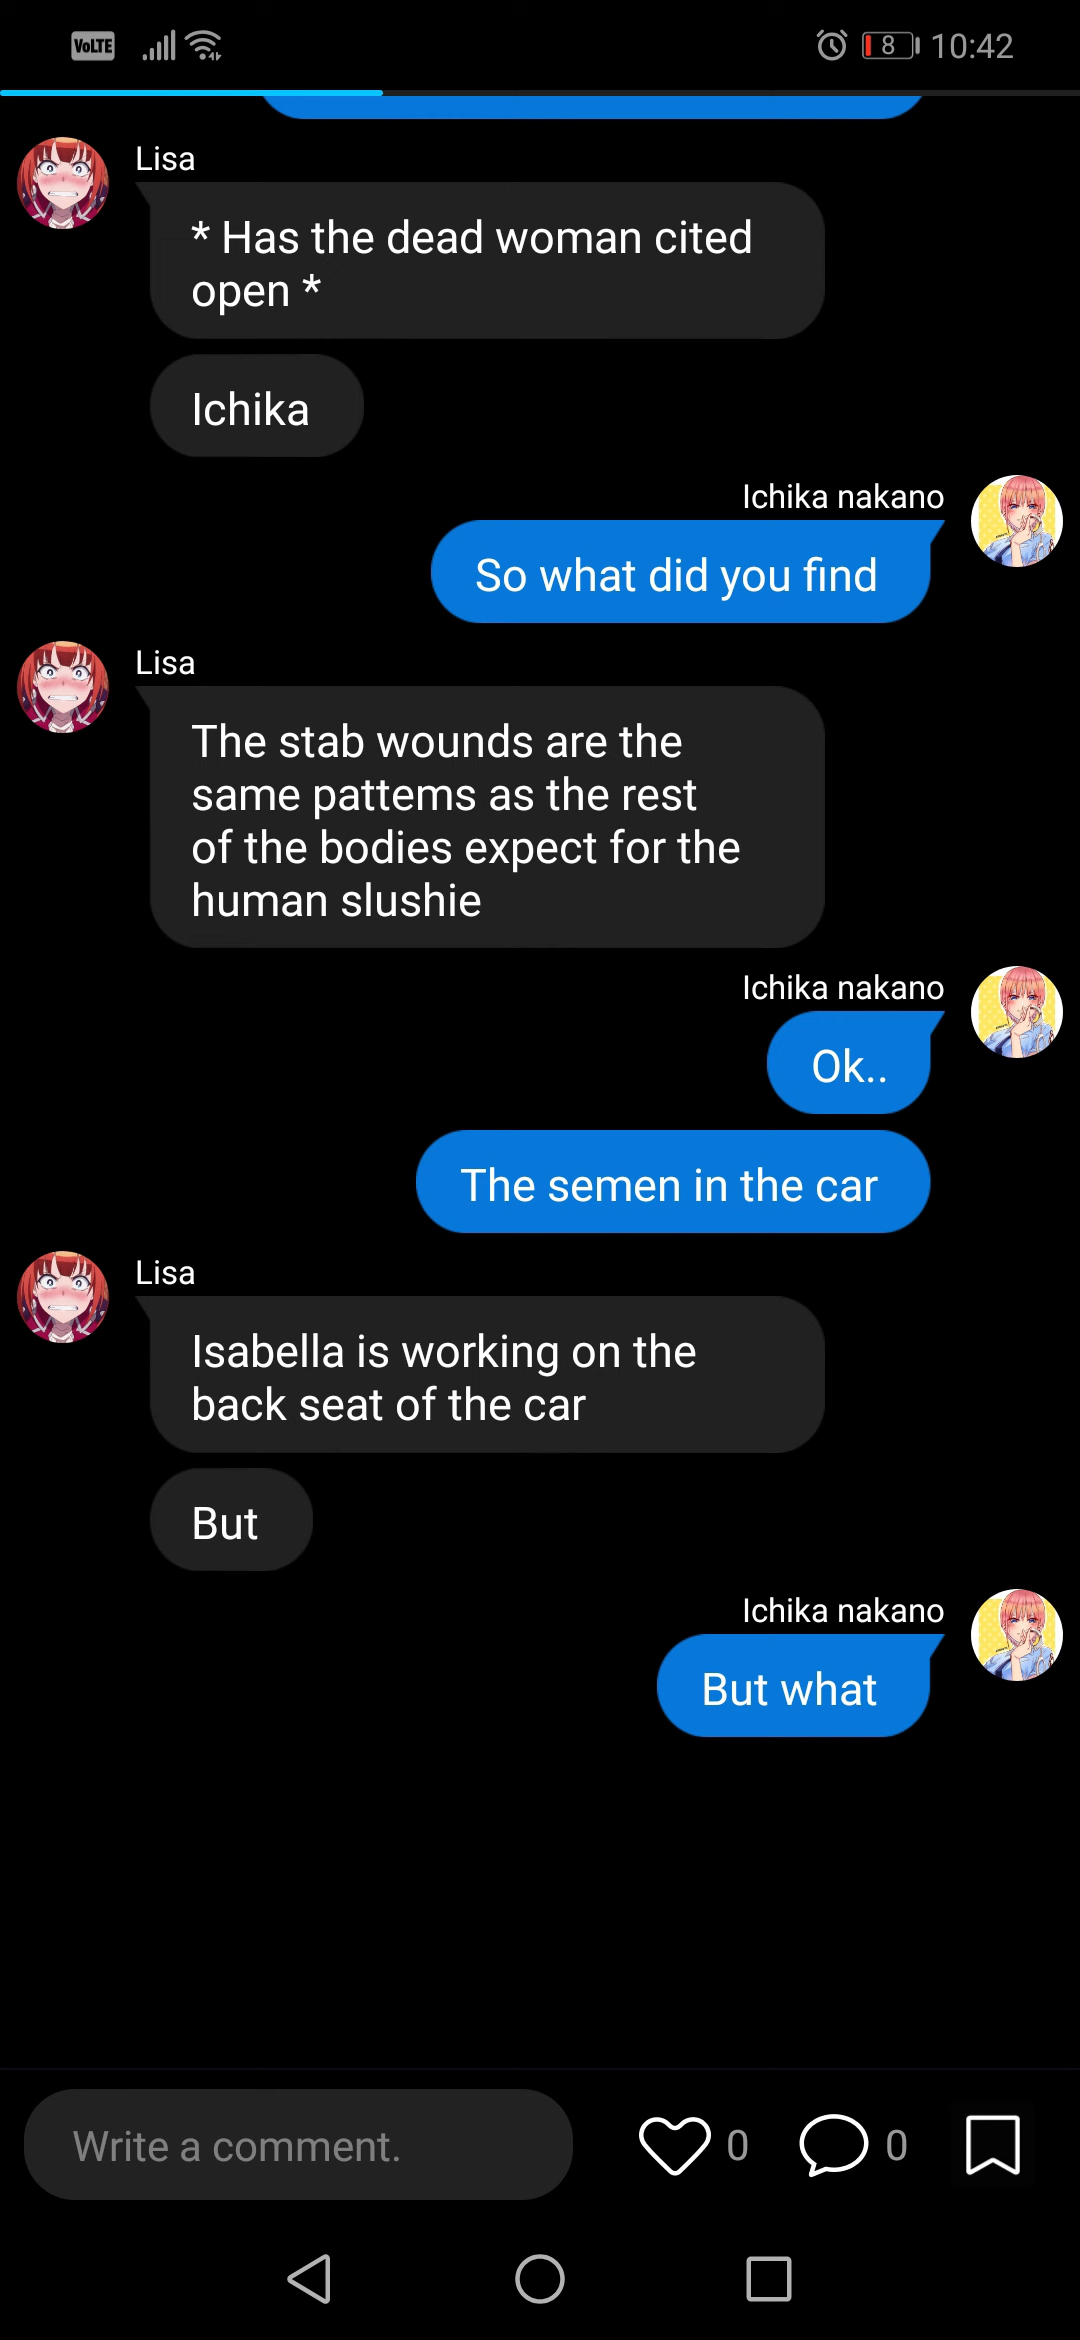 VoLTE
8
10:42
Lisa
* Has the dead woman cited
open *
Ichika
Ichika nakano
So what did you find
Lisa
The stab wounds are the
same pattems as the rest
of the bodies expect for the
human slushie
Ichika nakano
Ok..
The semen in the car
Lisa
Isabella is working on the
back seat of the car
But
Ichika nakano
But what
Write a comment.
0
0